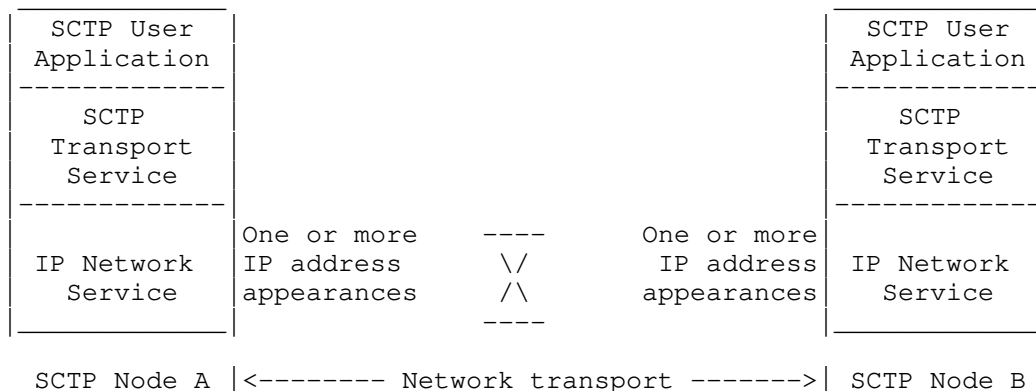 SCTP User SCTP User
Application Application
SCTP SCTP
Transport Transport
Service Service
One or more ---- One or more
IP Network IP address \/ IP address IP Network
Service appearances /\ appearances Service
----
SCTP Node A |<-------- Network transport ------->| SCTP Node B